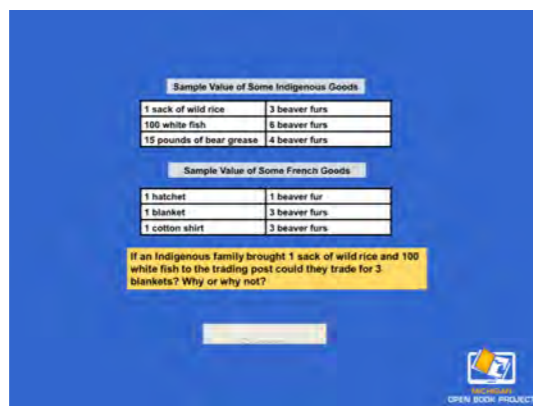 Sample Value of Some Indigenous Goods
1 sack of wild rice 3 beaver furs
100 white fish 6 beaver furs
15 pounds of bear grease 4 beaver furs
Sample Value of Some French Goods
1 hatchet 1 beaver fur
1 blanket 3 beaver furs
1 cotton shirt 3 beaver furs
If an Indigenous family brought 1 sack of wild rice and 100
white fish to the trading post could they trade for 3
blankets? Why or why not?
MICHIGAN
OPEN BOOK PROJECT